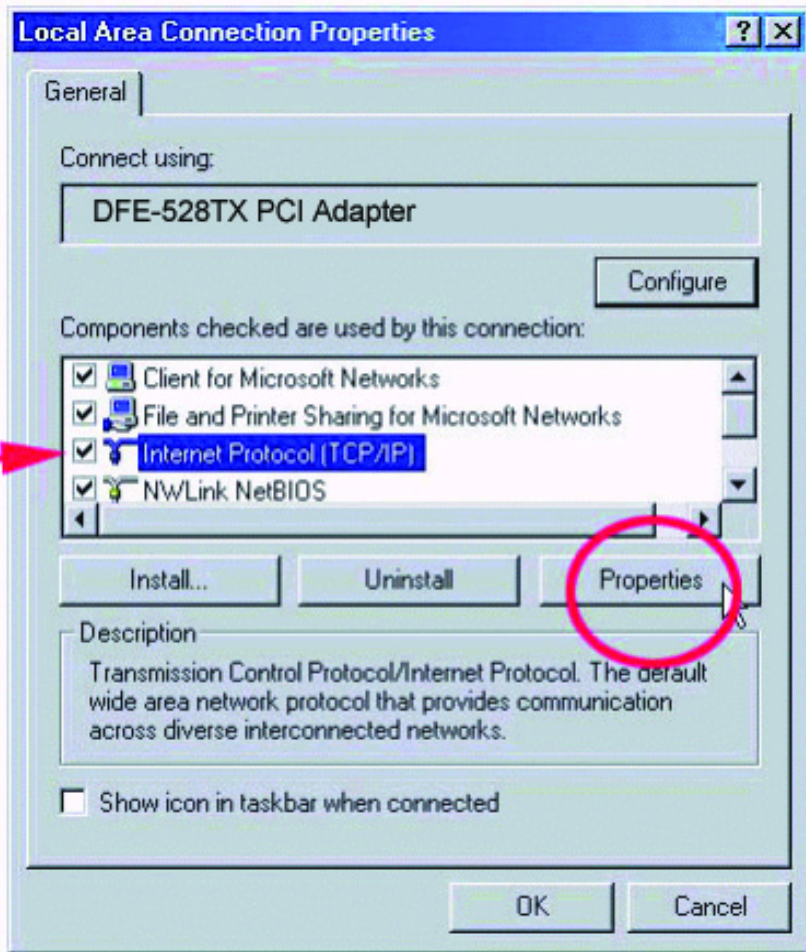 Local Area Connection Properties
General
Connect using:
DFE-528TX PCI Adapter
Configure
Components checked are used by this connection:
Client for Microsoft Networks
File and Printer Sharing for Microsoft Networks
Internet Protocol (TCP/IP)
NWLink NetBIOS
Install... Uninstall Properties
Description
Transmission Control Protocol/Internet Protocol. The default
wide area network protocol that provides communication
across diverse interconnected networks.
Show icon in taskbar when connected
OK Cancel